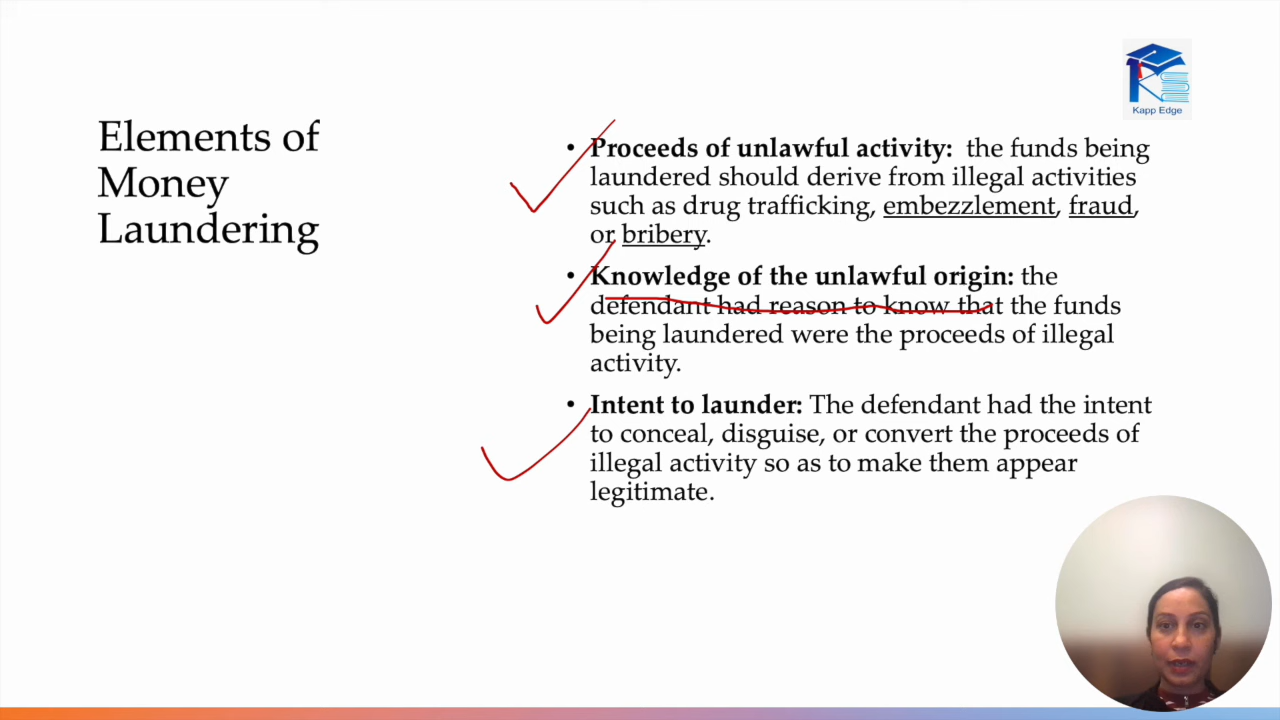 Kapp Edge
Elements of
Money
Laundering
• Proceeds of unlawful activity: the funds being
laundered should derive from illegal activities
such as drug trafficking, embezzlement, fraud,
or bribery.
• Knowledge of the unlawful origin: the
defendant had reason to know that the funds
being laundered were the proceeds of illegal
activity.
• Intent to launder: The defendant had the intent
to conceal, disguise, or convert the proceeds of
illegal activity so as to make them appear
legitimate.